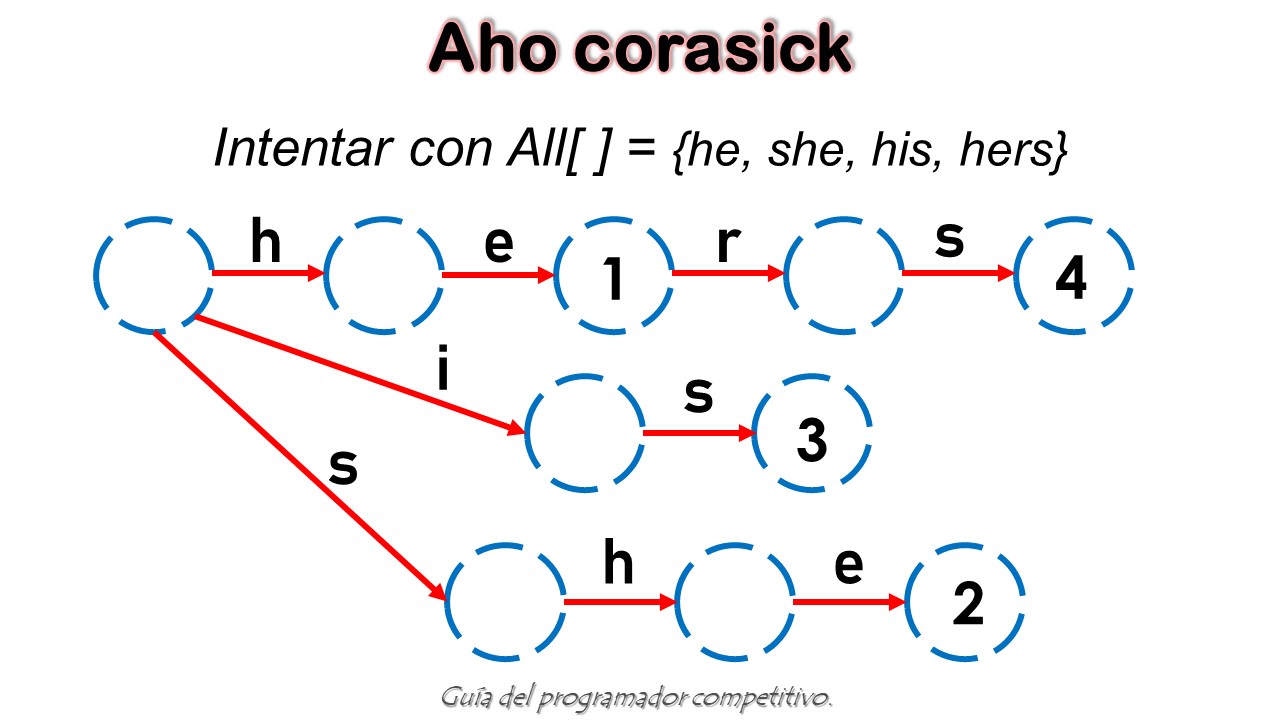 Aho corasick
Intentar con All[ ] = {he, she, his, hers}
h e 1 r s 4
i s 3
s h e 2
Guía del programador competitivo.